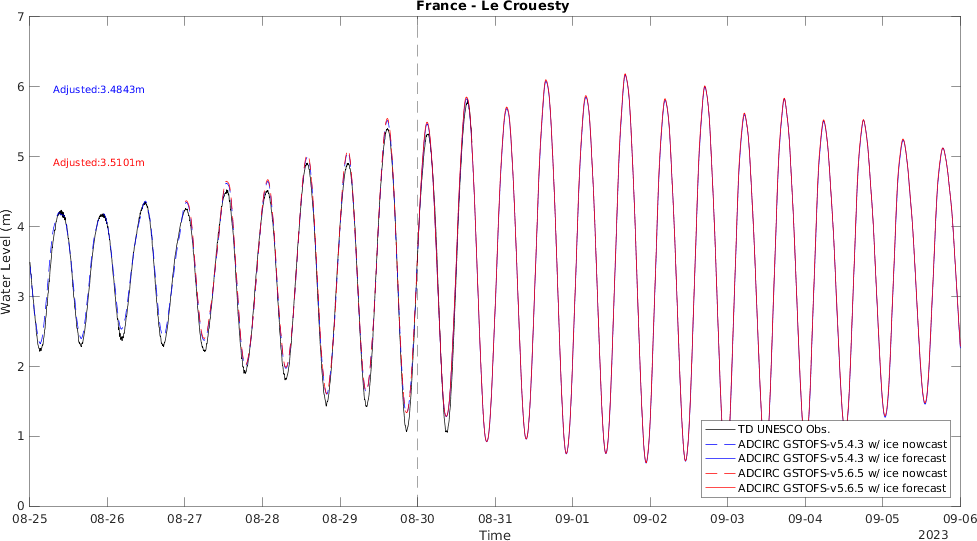 France - Le Crouesty
7
6
5
4
3
2
1
0
Water Level (m)
Adjusted:3.4843m
Adjusted:3.5101m
TD UNESCO Obs.
ADCIRC GSTOFS-v5.4.3 w/ ice nowcast
ADCIRC GSTOFS-v5.4.3 w/ ice forecast
ADCIRC GSTOFS-v5.6.5 w/ ice nowcast
ADCIRC GSTOFS-v5.6.5 w/ ice forecast
08-25 08-26 08-27 08-28 08-29 08-30 08-31 09-01 09-02 09-03 09-04 09-05 09-06
Time
2023